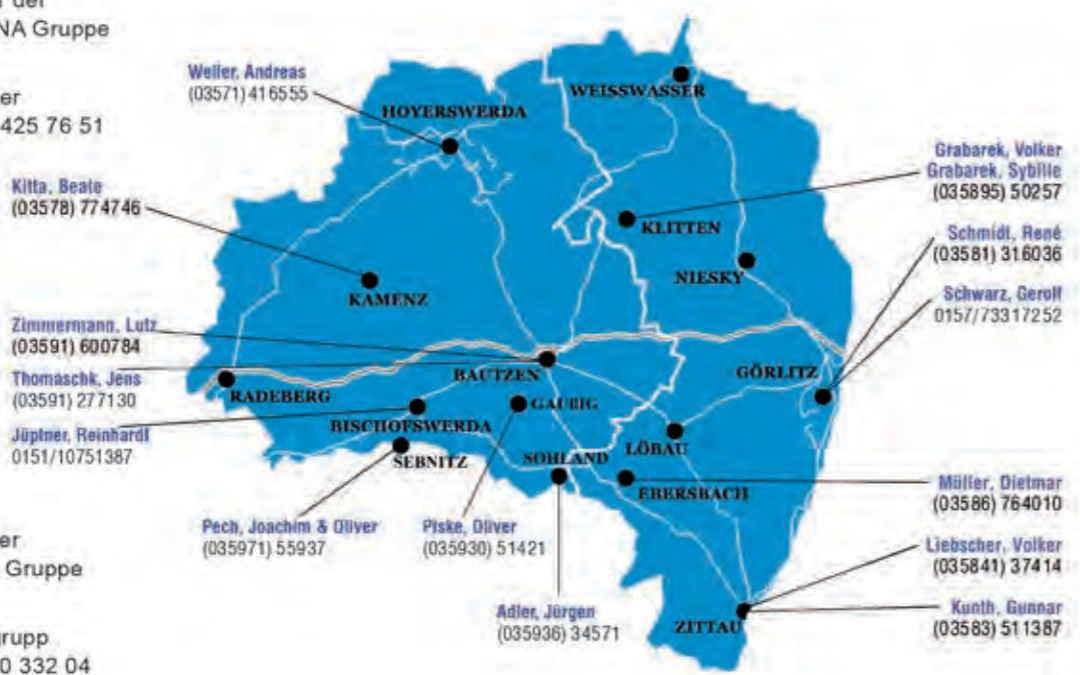 NA Gruppe
er
425 76 51
er
Gruppe
grupp
0 332 04
Weller, Andreas
(03571) 416555
Kitta, Beate
(03578) 774746
Zimmermann, Lutz
(03591) 600784
Thomaschk, Jens
(03591) 277130
Jüptner, Reinhardt
0151/10751387
Pech, Joachim & Oliver
(035971) 55937
Piske, Oliver
(035930) 51421
Adler, Jürgen
(035936) 34571
Grabarek, Volker
Grabarek, Sybille
(035895) 50257
Schmidt, René
(03581) 316036
Schwarz, Gerolf
0157/73317252
Müller, Dietmar
(03586) 764010
Liebscher, Volker
(035841) 37414
Kunth, Gunnar
(03583) 511387
WEISSWASSER
HOYERSWERDA
KLITTEN
NIESKY
KAMENZ
BAUTZEN
GÖRLITZ
RADEBERG
GAUßIG
BISCHOFSWERDA
LÖBAU
SEBNITZ
SOHLAND
EBERSBACH
ZITTAU